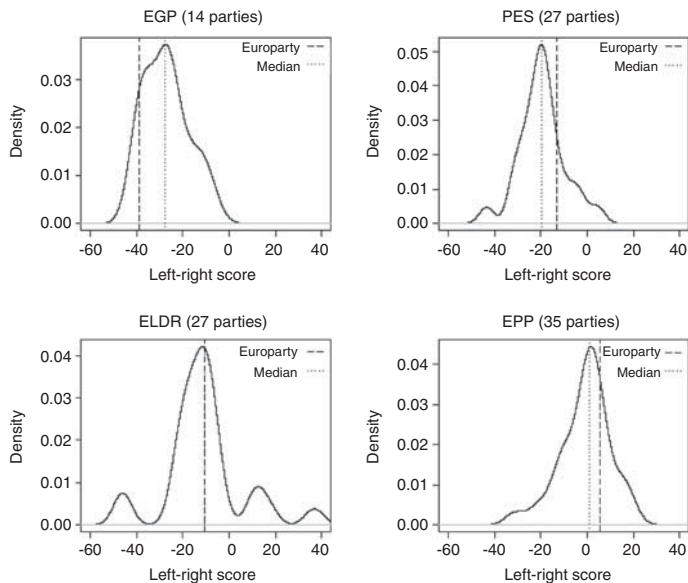 EGP (14 parties)
Europarty
Median
0.03
0.02
0.01
0.00
Density
-60 -40 -20 0 20 40
Left-right score
PES (27 parties)
Europarty
Median
0.05
0.04
0.03
0.02
0.01
0.00
Density
-60 -40 -20 0 20 40
Left-right score
ELDR (27 parties)
Europarty
Median
0.04
0.03
0.02
0.01
0.00
Density
-60 -40 -20 0 20 40
Left-right score
EPP (35 parties)
Europarty
Median
0.04
0.03
0.02
0.01
0.00
Density
-60 -40 -20 0 20 40
Left-right score